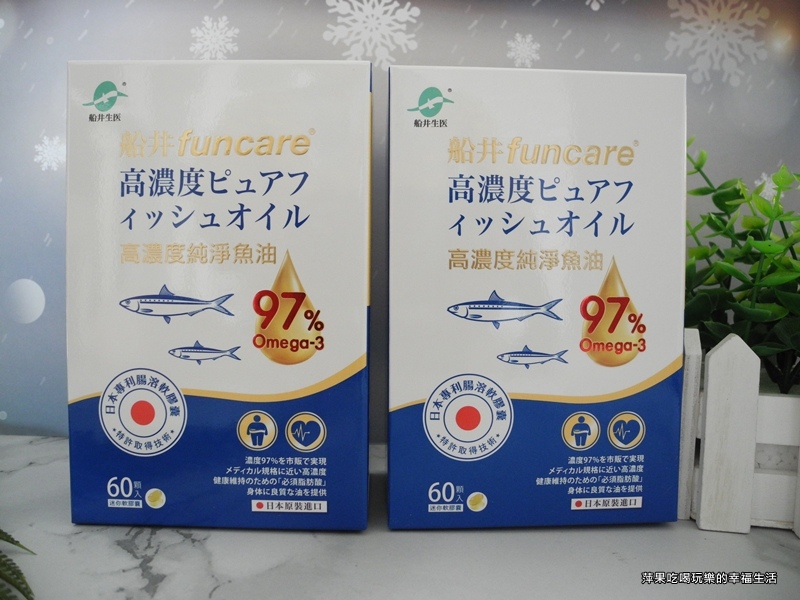 船井生医
船井funcare®
高濃度ピュアフ
ィッシュオイル
高濃度純淨魚油
97%
Omega-3
日本專利腸溶軟膠囊
特許取得技術
濃度97%を市販で実現
メディカル規格に近い高濃度
健康維持のための「必須脂肪酸」
身体に良質な油を提供
60顆入
迷你軟膠囊
日本原裝進口
船井生医
船井funcare®
高濃度ピュアフ
ィッシュオイル
高濃度純淨魚油
97%
Omega-3
日本專利腸溶軟膠囊
特許取得技術
濃度97%を市販で実現
メディカル規格に近い高濃度
健康維持のための「必須脂肪酸」
身体に良質な油を提供
60顆入
迷你軟膠囊
日本原裝進口
萍果吃喝玩樂的幸福生活